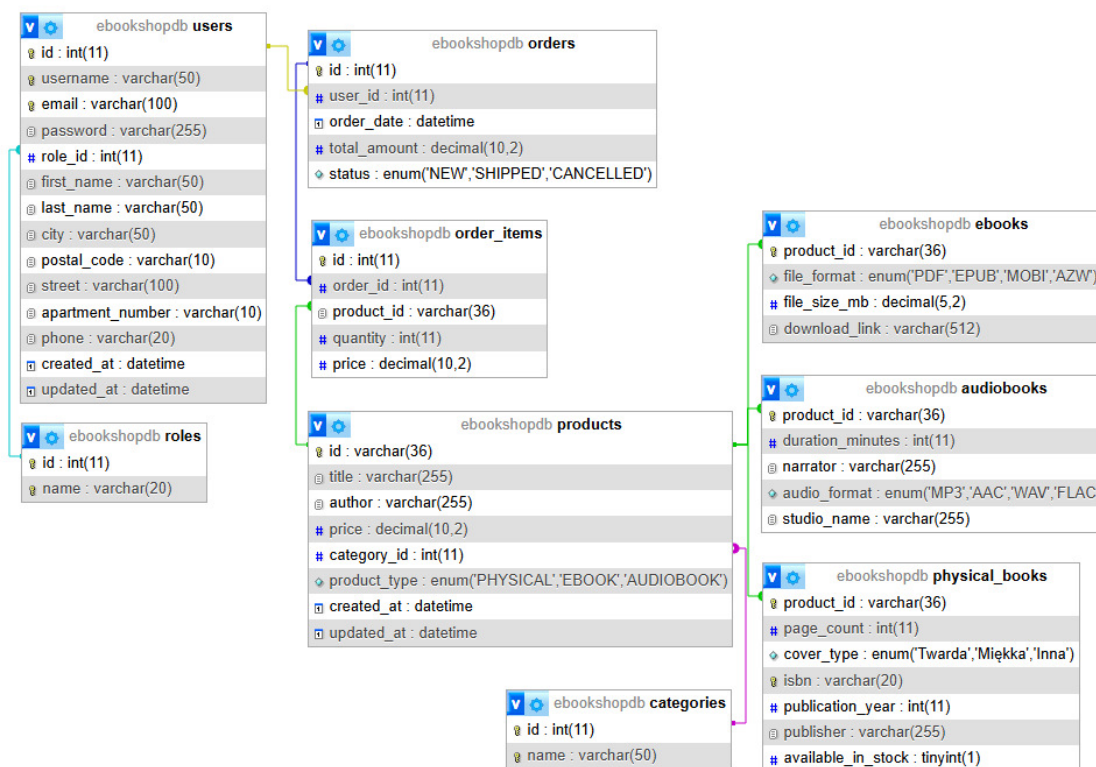 ebookshopdb users
id : int(11)
username : varchar(50)
email : varchar(100)
password : varchar(255)
role_id : int(11)
first_name : varchar(50)
last_name : varchar(50)
city : varchar(50)
postal_code : varchar(10)
street : varchar(100)
apartment_number : varchar(10)
phone : varchar(20)
created_at : datetime
updated_at : datetime
ebookshopdb roles
id : int(11)
name : varchar(20)
ebookshopdb orders
id : int(11)
user_id : int(11)
order_date : datetime
total_amount : decimal(10,2)
status : enum('NEW','SHIPPED','CANCELLED')
ebookshopdb order_items
id : int(11)
order_id : int(11)
product_id : varchar(36)
quantity : int(11)
price : decimal(10,2)
ebookshopdb products
id : varchar(36)
title : varchar(255)
author : varchar(255)
price : decimal(10,2)
category_id : int(11)
product_type : enum('PHYSICAL','EBOOK','AUDIOBOOK')
created_at : datetime
updated_at : datetime
ebookshopdb categories
id : int(11)
name : varchar(50)
ebookshopdb ebooks
product_id : varchar(36)
file_format : enum('PDF','EPUB','MOBI','AZW')
file_size_mb : decimal(5,2)
download_link : varchar(512)
ebookshopdb audiobooks
product_id : varchar(36)
duration_minutes : int(11)
narrator : varchar(255)
audio_format : enum('MP3','AAC','WAV','FLAC
studio_name : varchar(255)
ebookshopdb physical_books
product_id : varchar(36)
page_count : int(11)
cover_type : enum('Twarda','Miękka','Inna')
isbn : varchar(20)
publication_year : int(11)
publisher : varchar(255)
available_in_stock : tinyint(1)